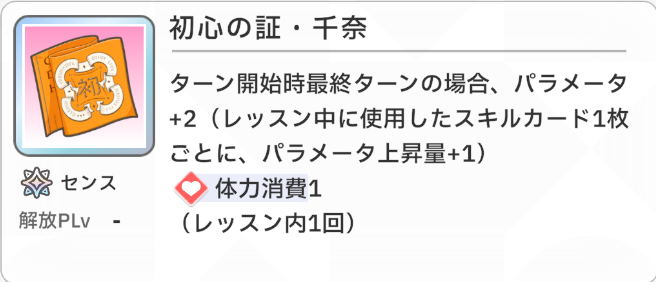 初心の証・千奈
ターン開始時最終ターンの場合、パラメータ
+2（レッスン中に使用したスキルカード1枚
ごとに、パラメータ上昇量+1）
体力消費1
（レッスン内1回）
初
センス
解放PLv -